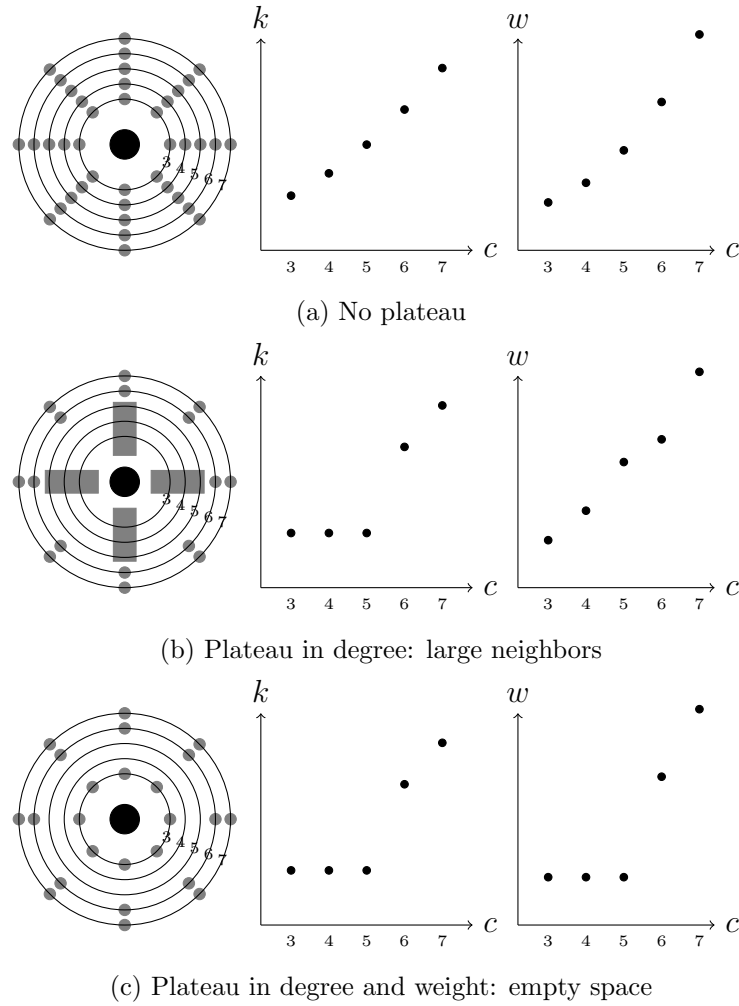 k
w
3 4 5 6 7
3 4 5 6 7
c
3 4 5 6 7
c
(a) No plateau
k
w
3 4 5 6 7
3 4 5 6 7
c
3 4 5 6 7
c
(b) Plateau in degree: large neighbors
k
w
3 4 5 6 7
3 4 5 6 7
c
3 4 5 6 7
c
(c) Plateau in degree and weight: empty space